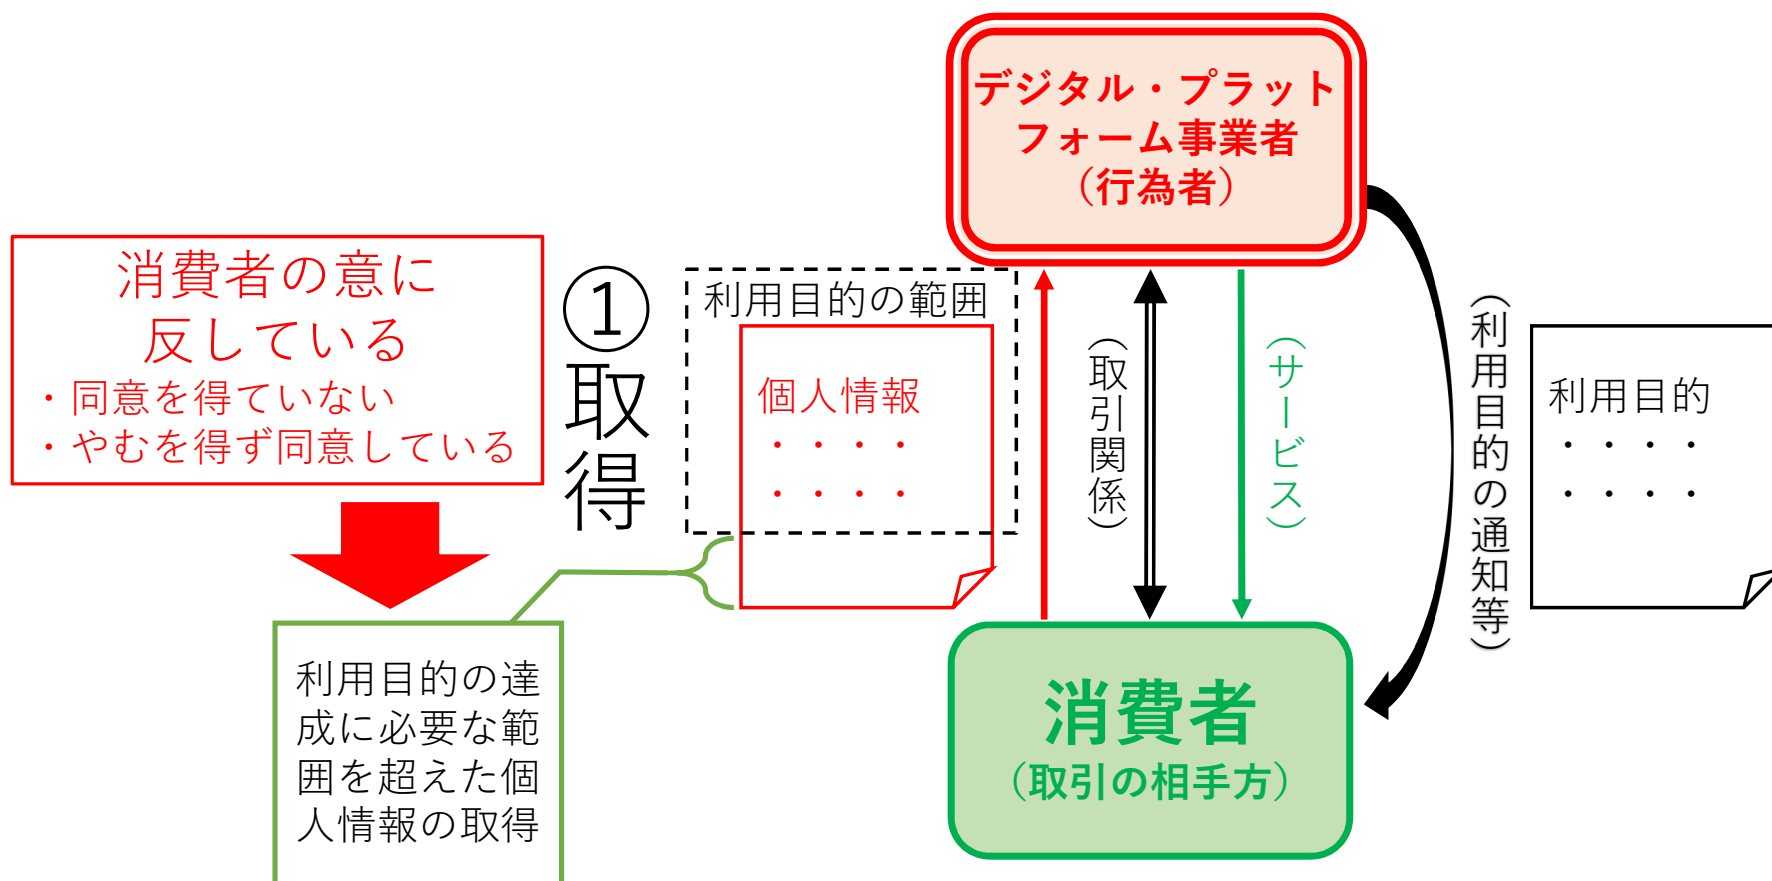 デジタル・プラット
フォーム事業者
（行為者）
消費者の意に
反している
・同意を得ていない
・やむを得ず同意している
①取得
利用目的の範囲
個人情報
・・・・
・・・・
（取引関係）
（サービス）
（利用目的の通知等）
利用目的
・・・・
・・・・
利用目的の達
成に必要な範
囲を超えた個
人情報の取得
消費者
（取引の相手方）